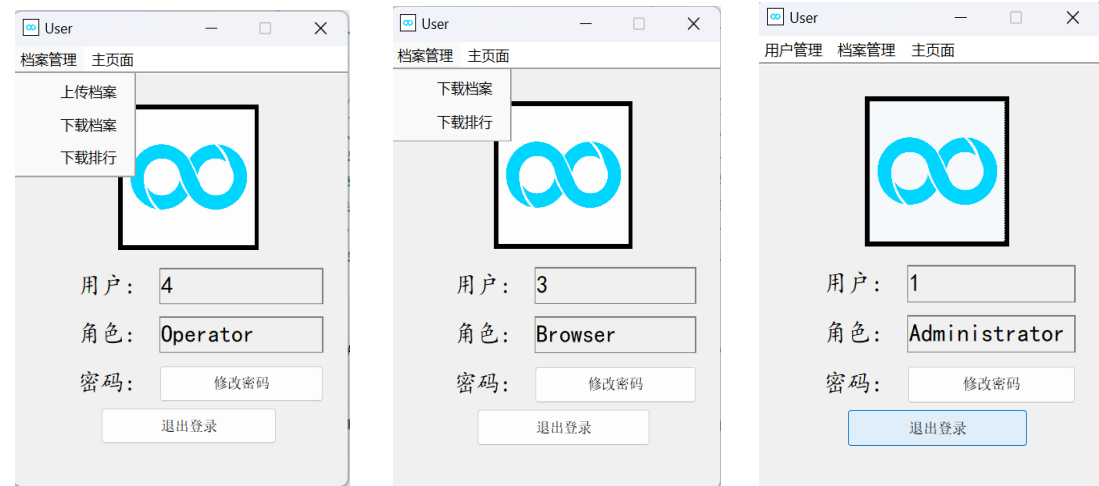 User
档案管理 主页面
上传档案
下载档案
下载排行
用户： 4
角色： Operator
密码： 修改密码
退出登录
User
档案管理 主页面
下载档案
下载排行
用户： 3
角色： Browser
密码： 修改密码
退出登录
User
用户管理 档案管理 主页面
用户： 1
角色： Administrator
密码： 修改密码
退出登录